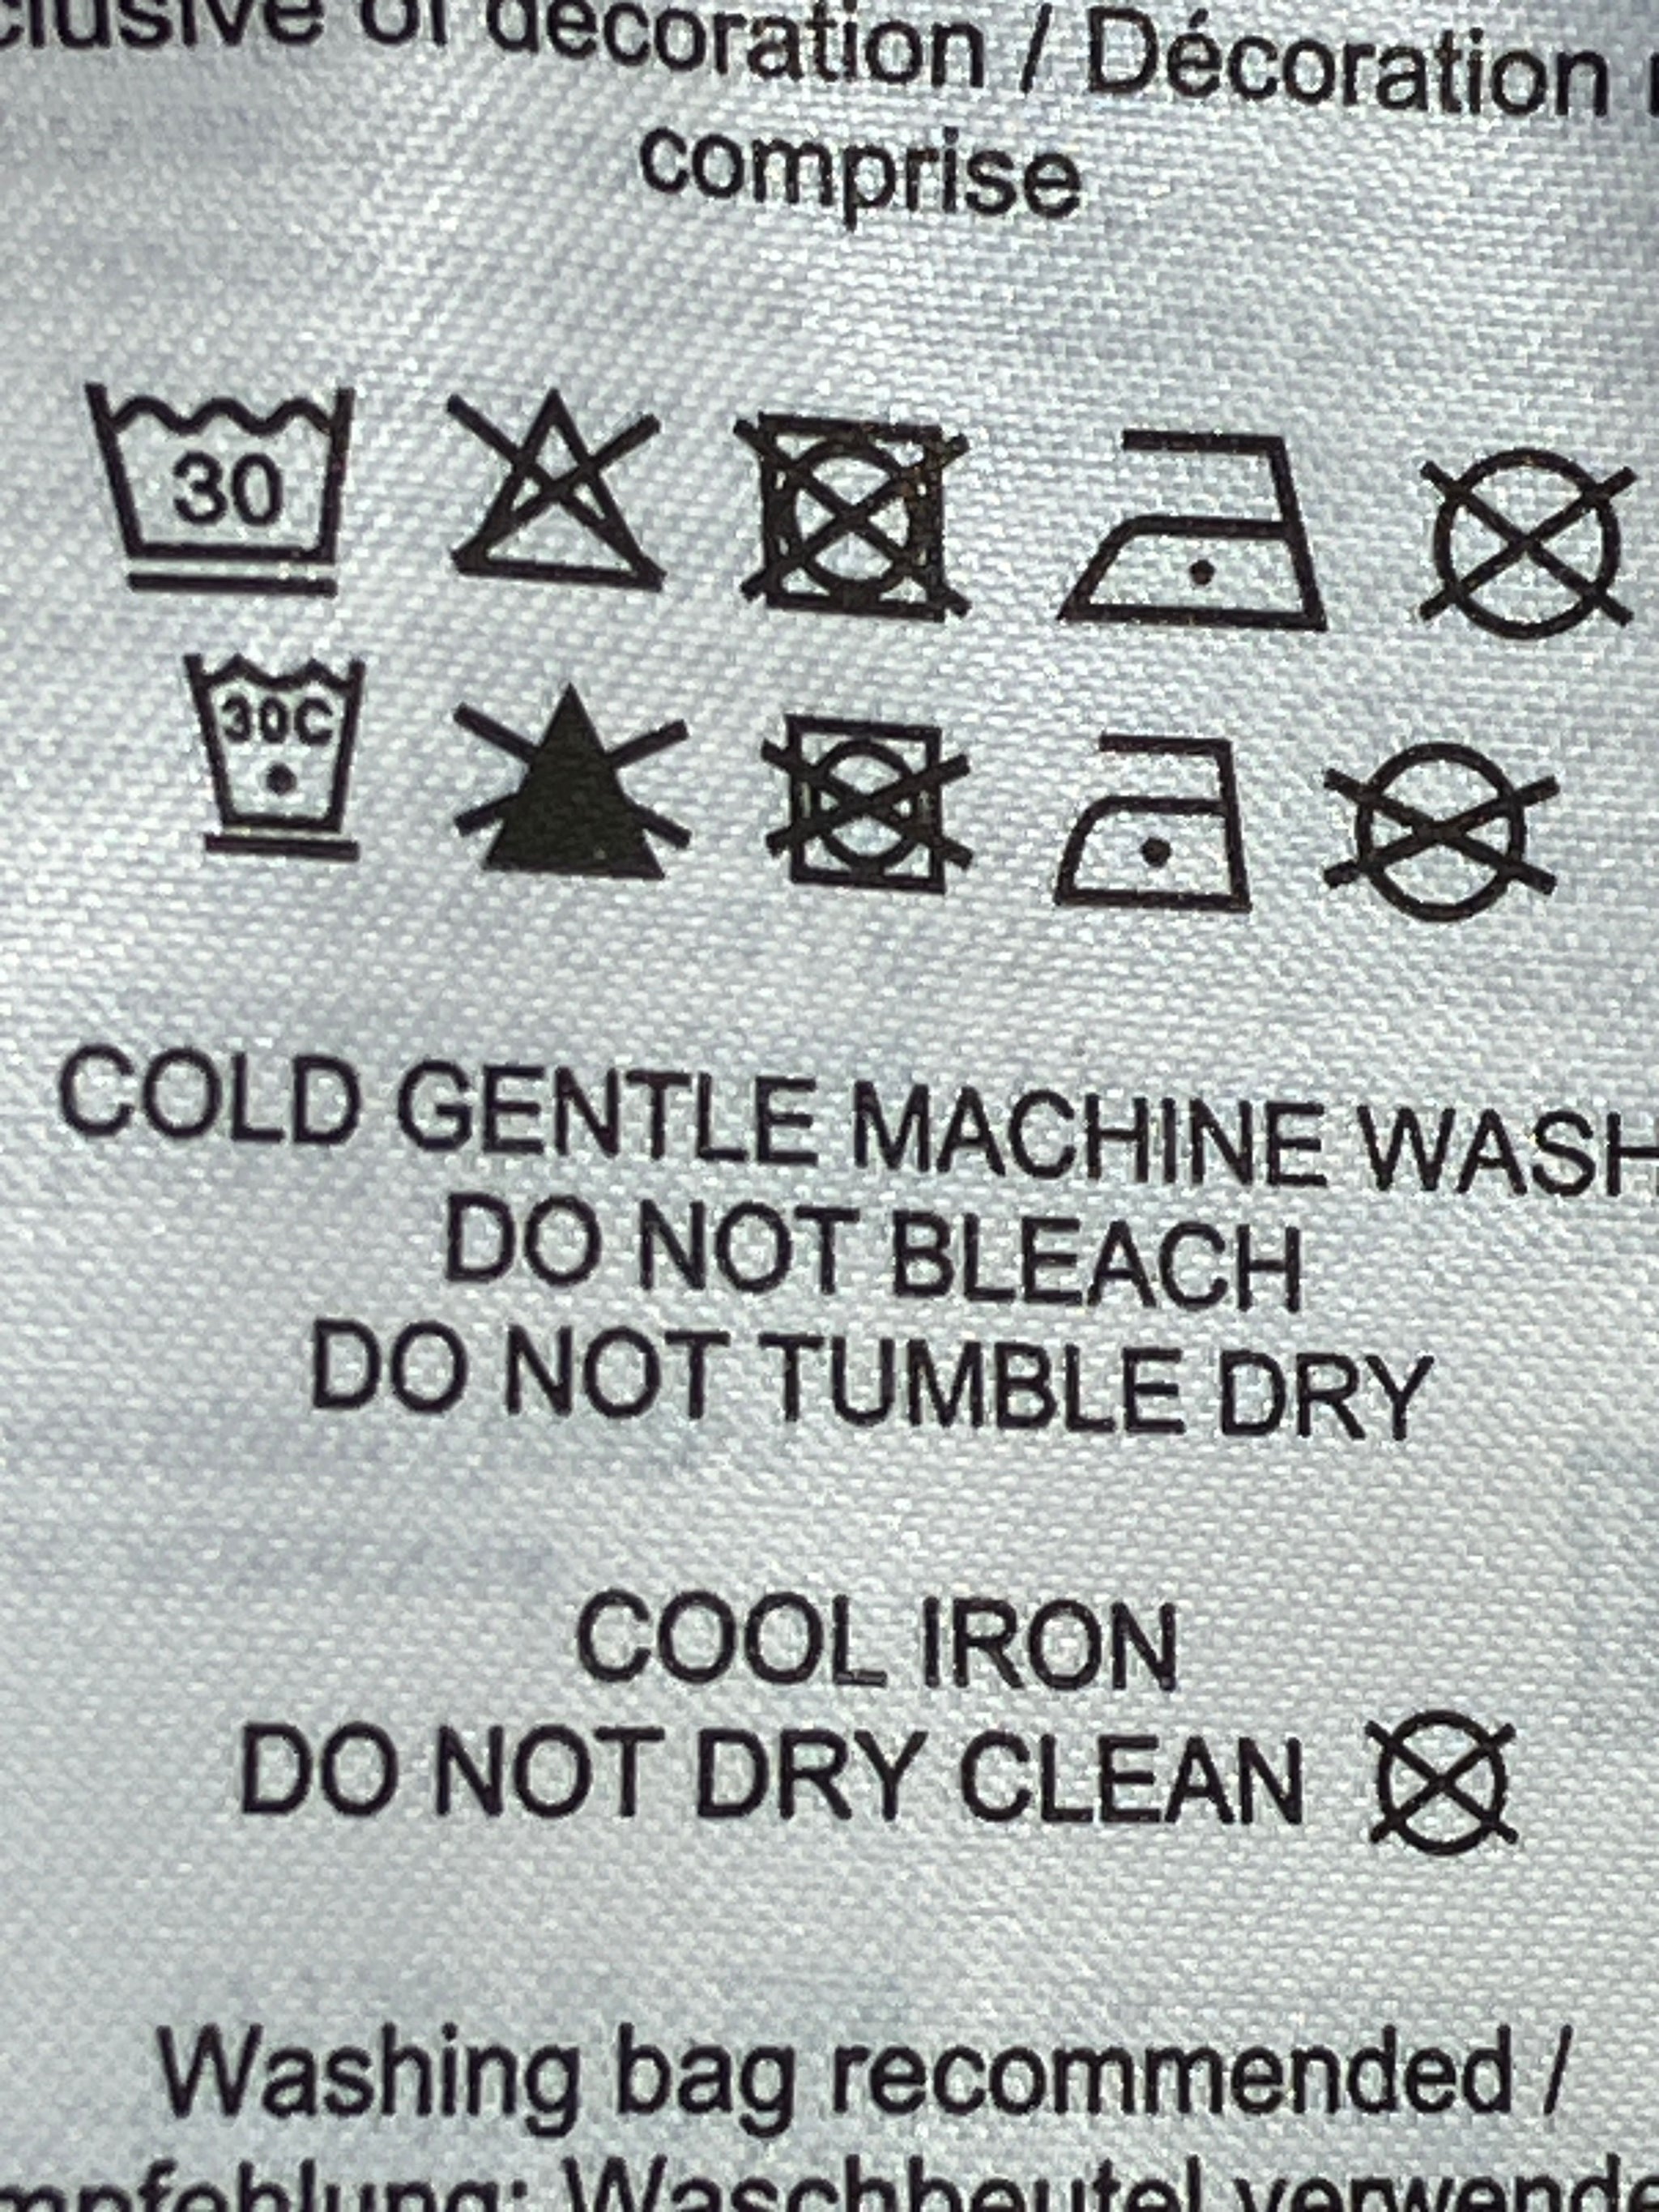 of decoration / Décoration
comprise
30
30C
COLD GENTLE MACHINE WASH
DO NOT BLEACH
DO NOT TUMBLE DRY
COOL IRON
DO NOT DRY CLEAN
Washing bag recommended /
Waschbeutel